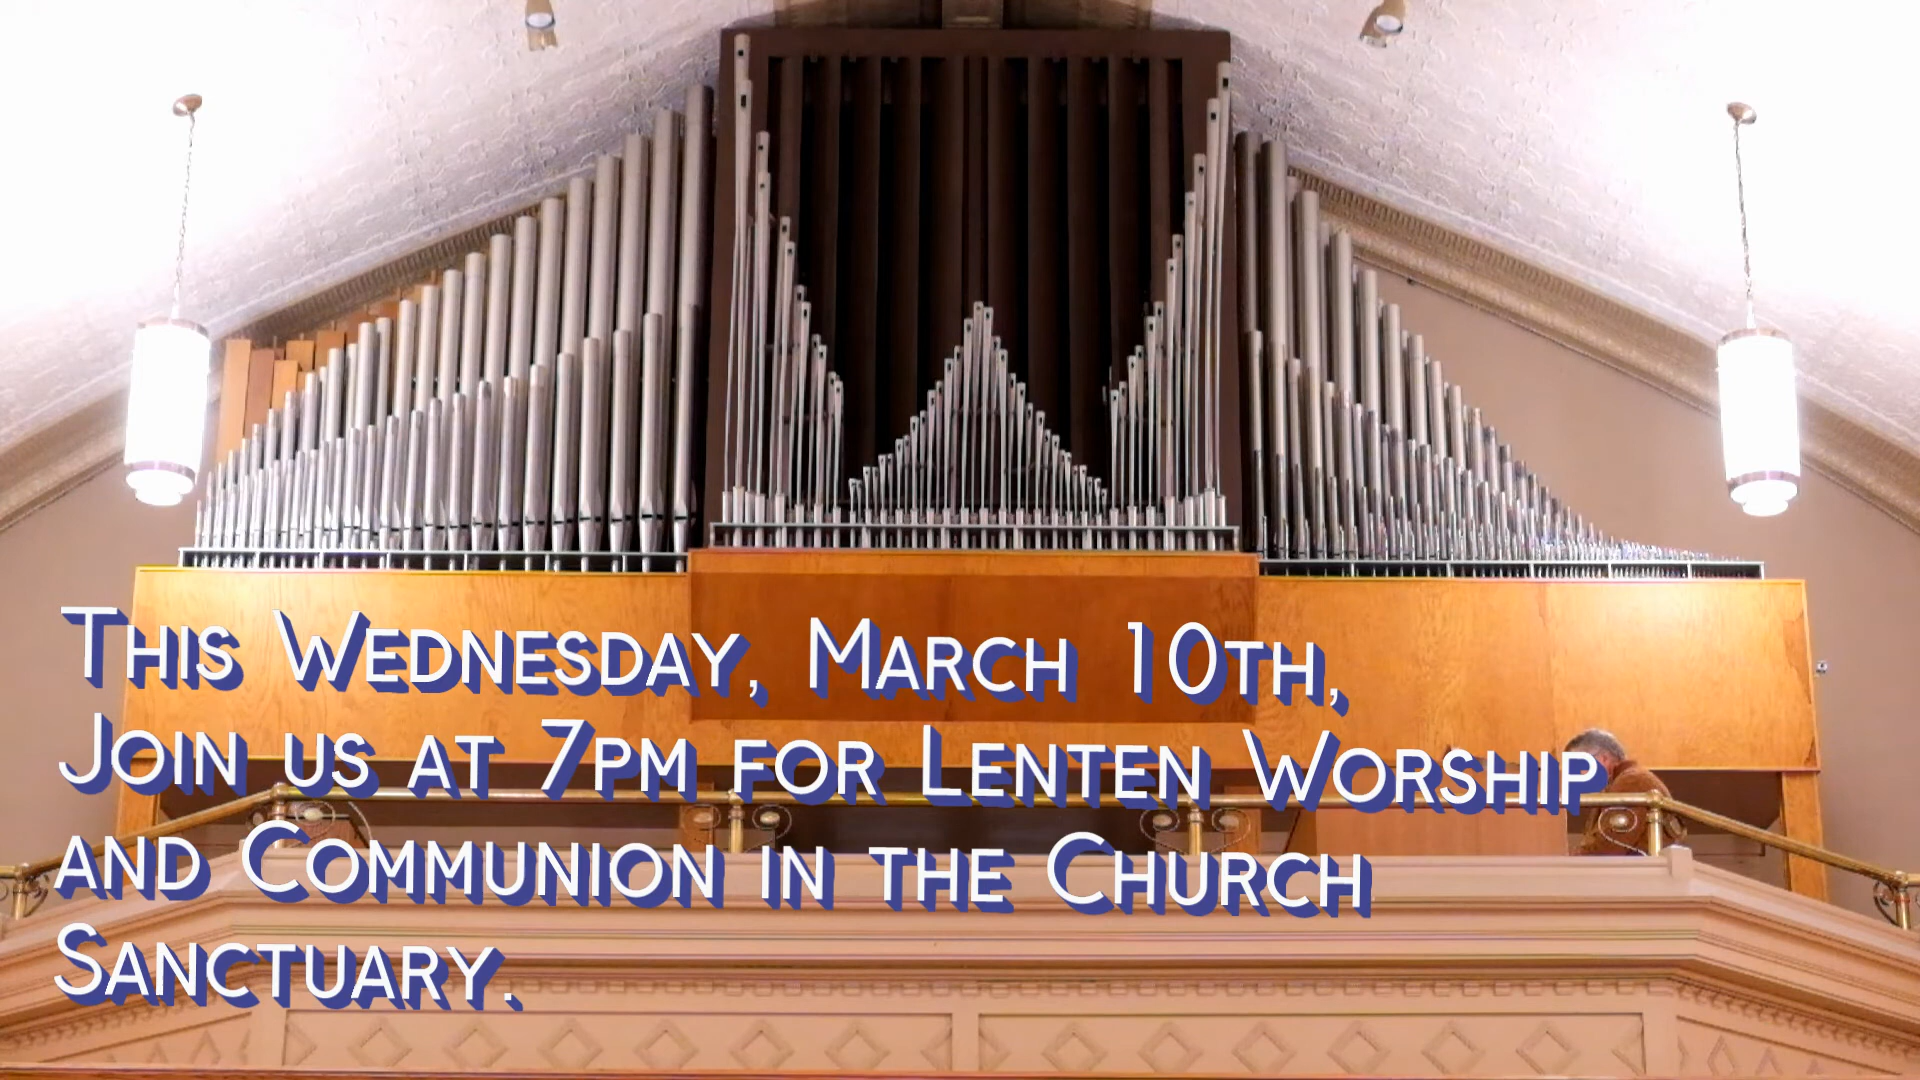 This Wednesday, March 10th,
Join us at 7pm for Lenten Worship
and Communion in the Church
Sanctuary.